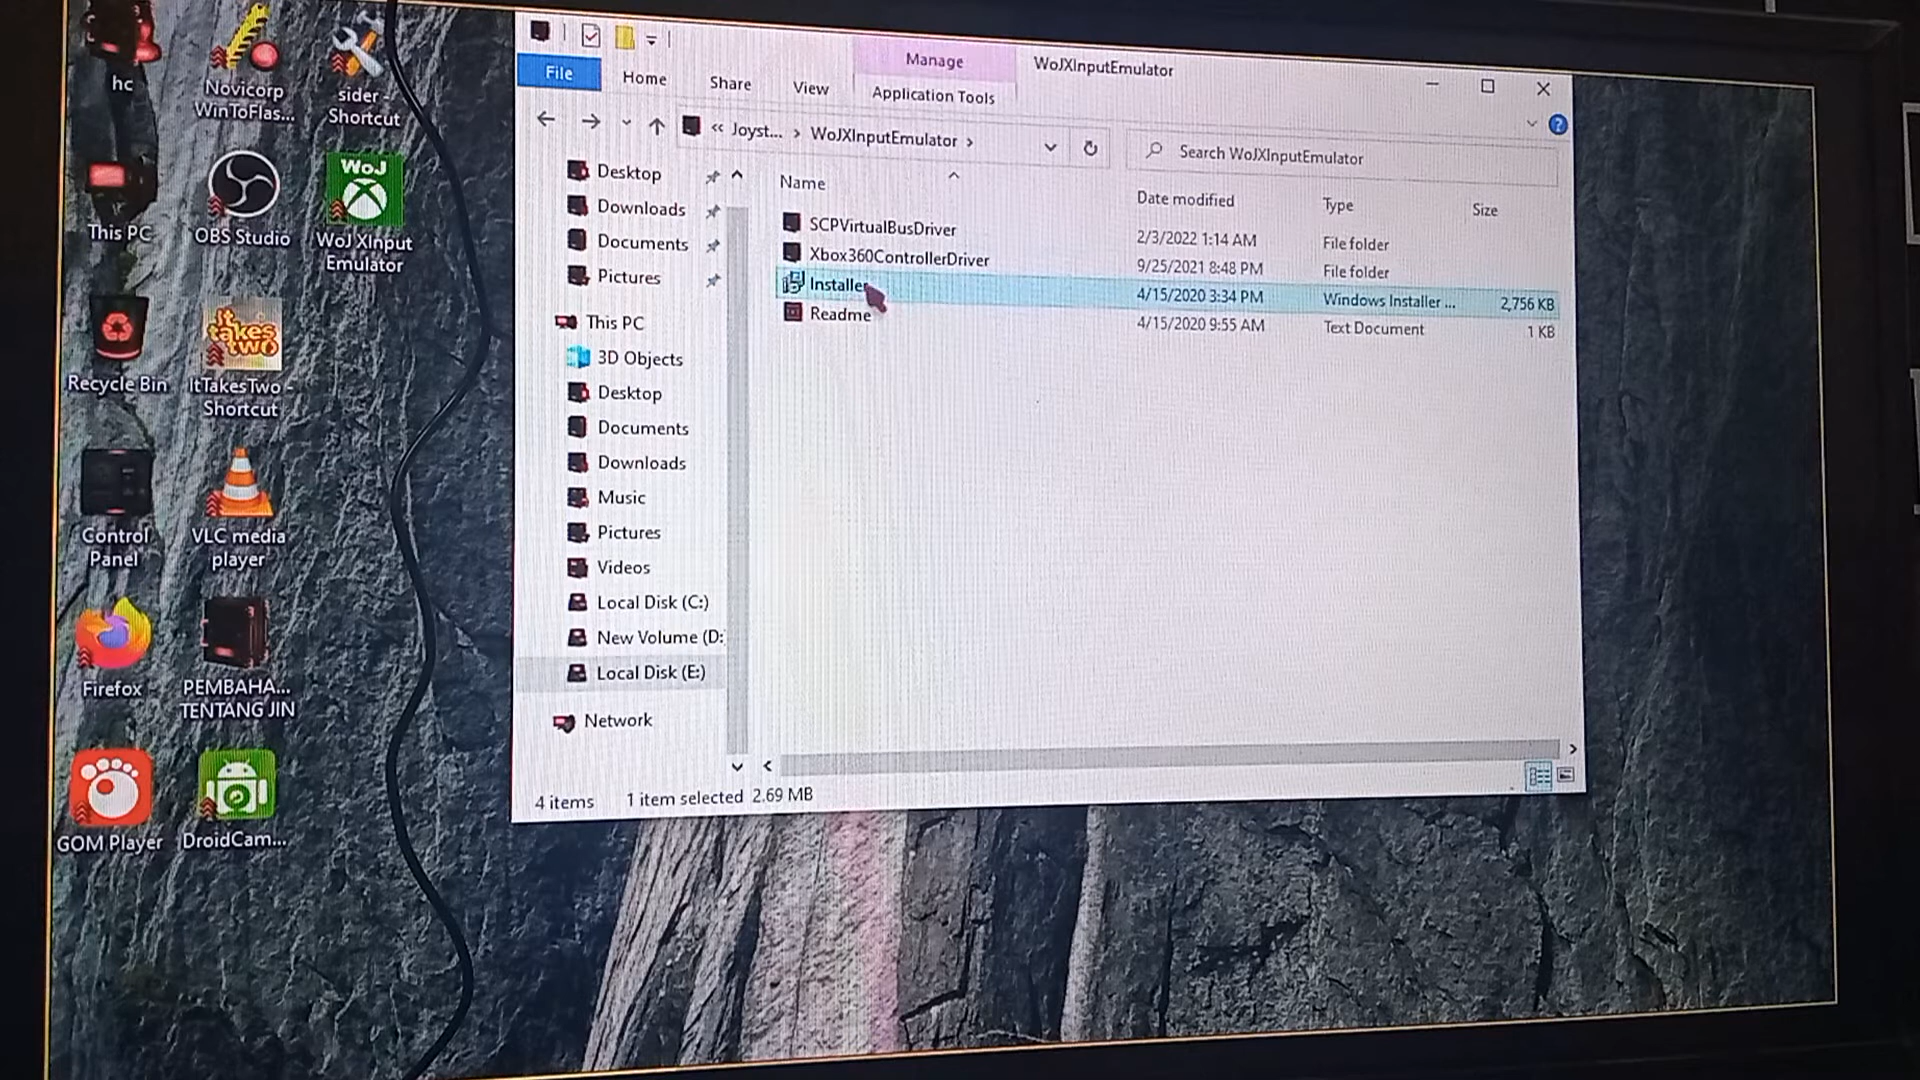 hc
Novicorp
WinToFlas...
sider -
Shortcut
This PC
OBS Studio
WoJ
WoJ XInput
Emulator
Recycle Bin
It
takes
two
ItTakesTwo -
Shortcut
Control
Panel
VLC media
player
Firefox
PEMBAHA...
TENTANG JIN
GOM Player
DroidCam...
Manage
WoJXInputEmulator
File
Home
Share
View
Application Tools
« Joyst... > WoJXInputEmulator >
Search WoJXInputEmulator
Desktop
Downloads
Documents
Pictures
This PC
3D Objects
Desktop
Documents
Downloads
Music
Pictures
Videos
Local Disk (C:)
New Volume (D:
Local Disk (E:)
Network
Name Date modified Type Size
SCPVirtualBusDriver 2/3/2022 1:14 AM File folder
Xbox360ControllerDriver 9/25/2021 8:48 PM File folder
Installer 4/15/2020 3:34 PM Windows Installer ... 2,756 KB
Readme 4/15/2020 9:55 AM Text Document 1 KB
4 items 1 item selected 2.69 MB